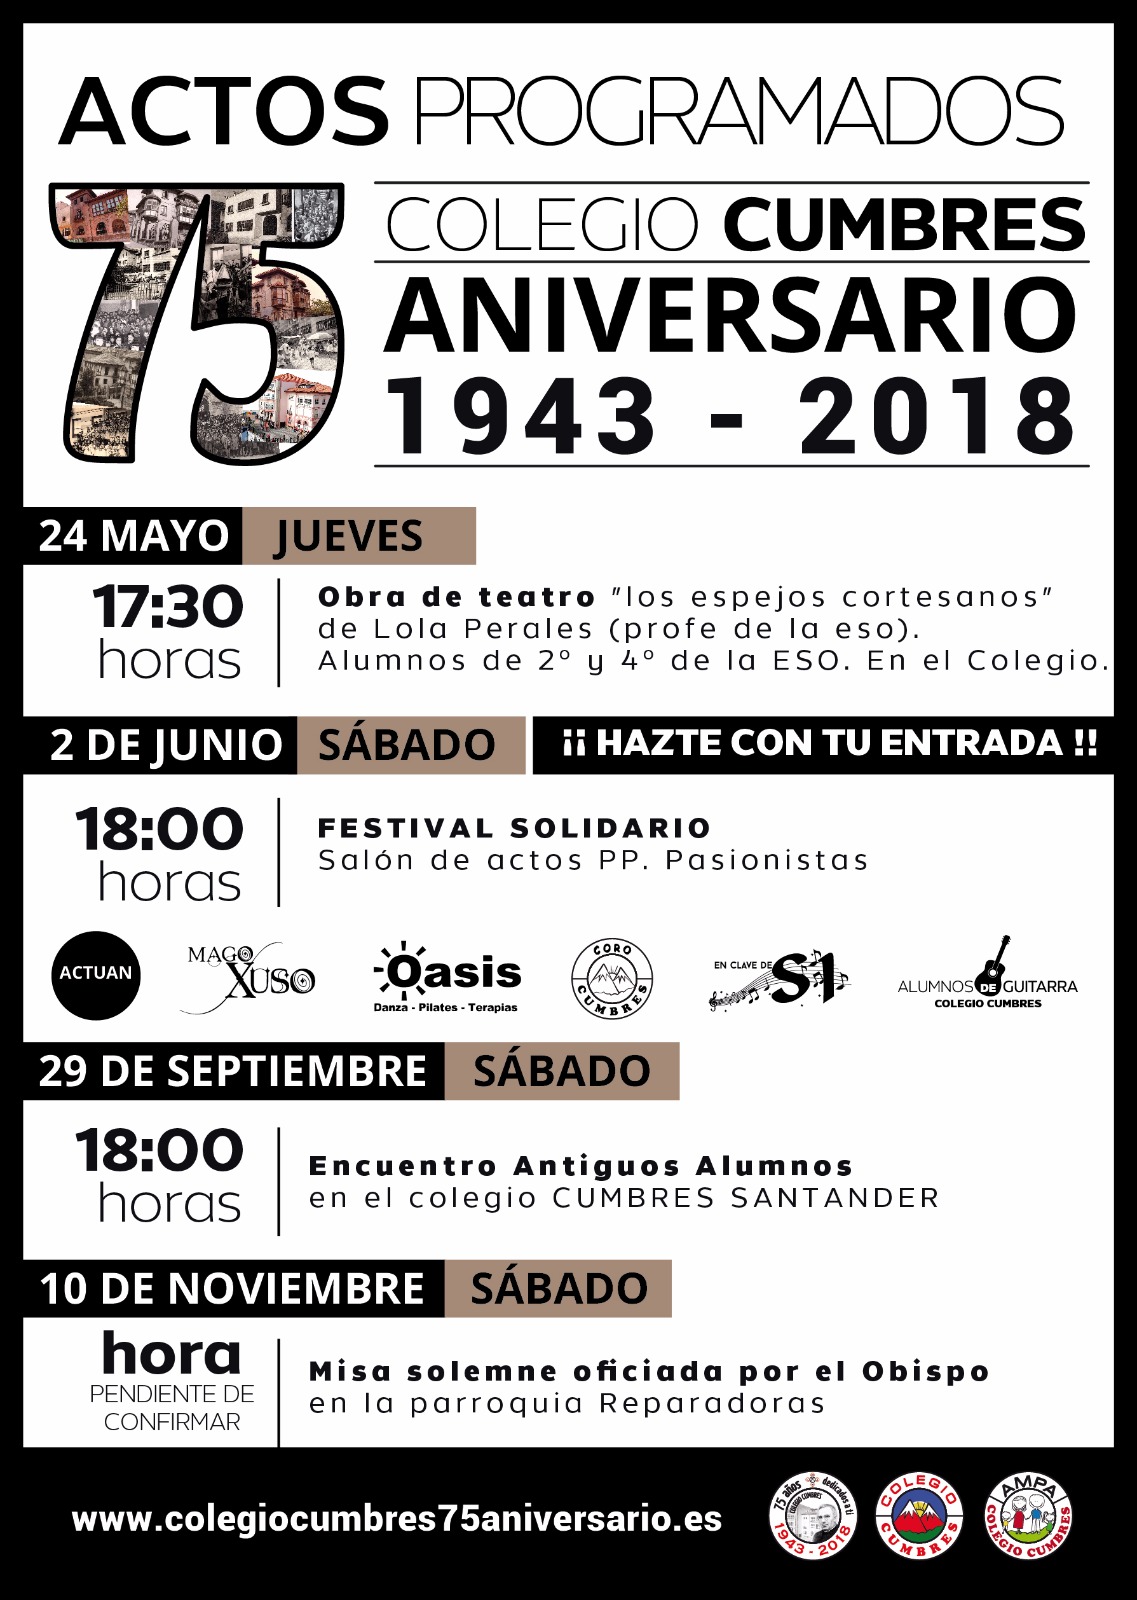 ACTOS PROGRAMADOS
75
COLEGIO CUMBRES
ANIVERSARIO
1943 - 2018
24 MAYO JUEVES
17:30
horas
Obra de teatro "los espejos cortesanos"
de Lola Perales (profe de la eso).
Alumnos de 2º y 4º de la ESO. En el Colegio.
2 DE JUNIO SÁBADO ¡¡ HAZTE CON TU ENTRADA !!
18:00
horas
FESTIVAL SOLIDARIO
Salón de actos PP. Pasionistas
ACTUAN
MAGO
XUSO
Oasis
Danza - Pilates - Terapias
CORO
CUMBRES
EN CLAVE DE SI
ALUMNOS DE GUITARRA
COLEGIO CUMBRES
29 DE SEPTIEMBRE SÁBADO
18:00
horas
Encuentro Antiguos Alumnos
en el colegio CUMBRES SANTANDER
10 DE NOVIEMBRE SÁBADO
hora
PENDIENTE DE
CONFIRMAR
Misa solemne oficiada por el Obispo
en la parroquia Reparadoras
www.colegiocumbres75aniversario.es
75 años dedicados a ti
COLEGIO CUMBRES
1943 - 2018
COLEGIO
CUMBRES
AMPA
COLEGIO CUMBRES